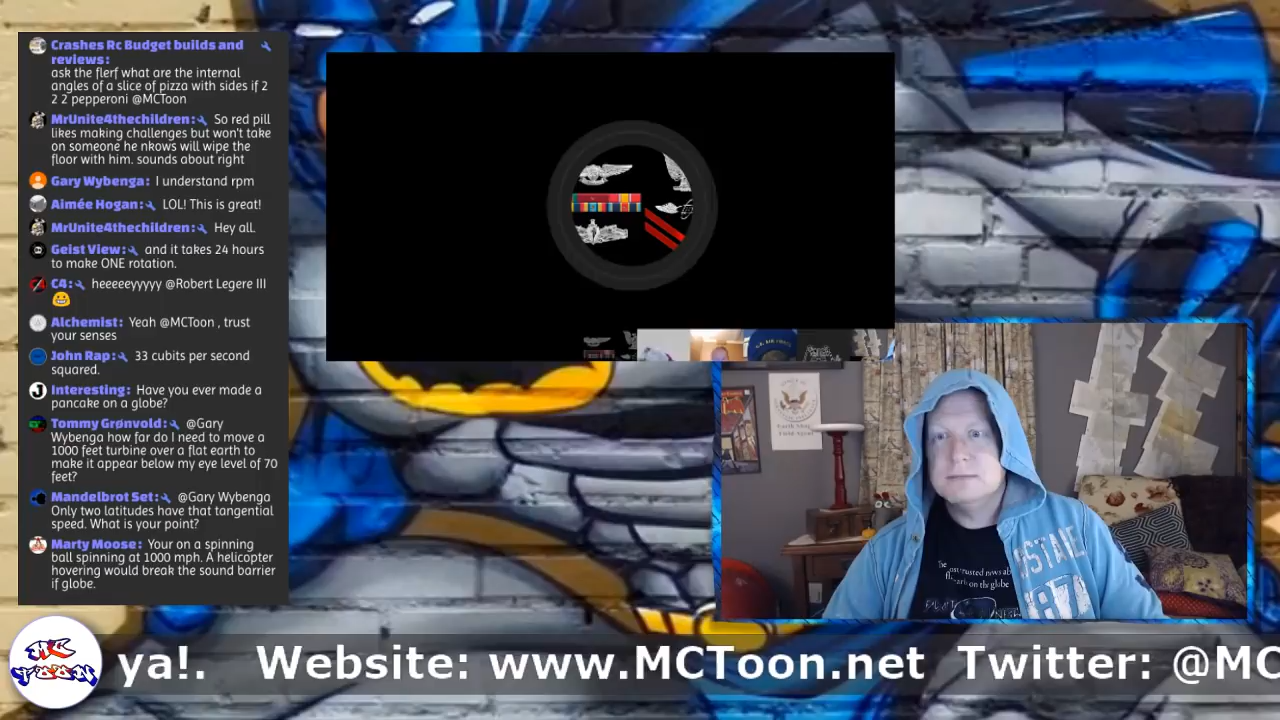 Crashes Rc Budget builds and
reviews:
ask the flerf what are the internal
angles of a slice of pizza with sides if 2
2 2 pepperoni @MCToon
MrUnite4thechildren: So red pill
likes making challenges but won't take
on someone he nkows will wipe the
floor with him. sounds about right
Gary Wybenga: I understand rpm
Aimée Hogan: LOL! This is great!
MrUnite4thechildren: Hey all.
Geist View: and it takes 24 hours
to make ONE rotation.
C4: heeeeyyyyy @Robert Legere III
Alchemist: Yeah @MCToon , trust
your senses
John Rap: 33 cubits per second
squared.
Interesting: Have you ever made a
pancake on a globe?
Tommy Grønvold: @Gary
Wybenga how far do I need to move a
1000 feet turbine over a flat earth to
make it appear below my eye level of 70
feet?
Mandelbrot Set: @Gary Wybenga
Only two latitudes have that tangential
speed. What is your point?
Marty Moose: Your on a spinning
ball spinning at 1000 mph. A helicopter
hovering would break the sound barrier
if globe.
MC
TOON
ya!. Website: www.MCToon.net Twitter: @MC